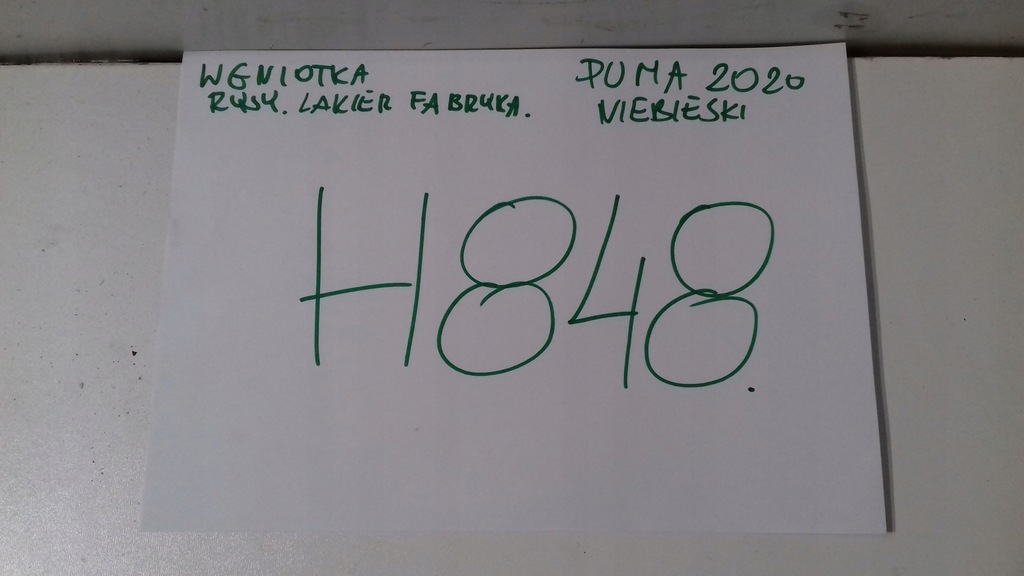 WGNIOTKA
RYSY. LAKIER FABRYKA.
PUMA 2020
NIEBIESKI
H848.